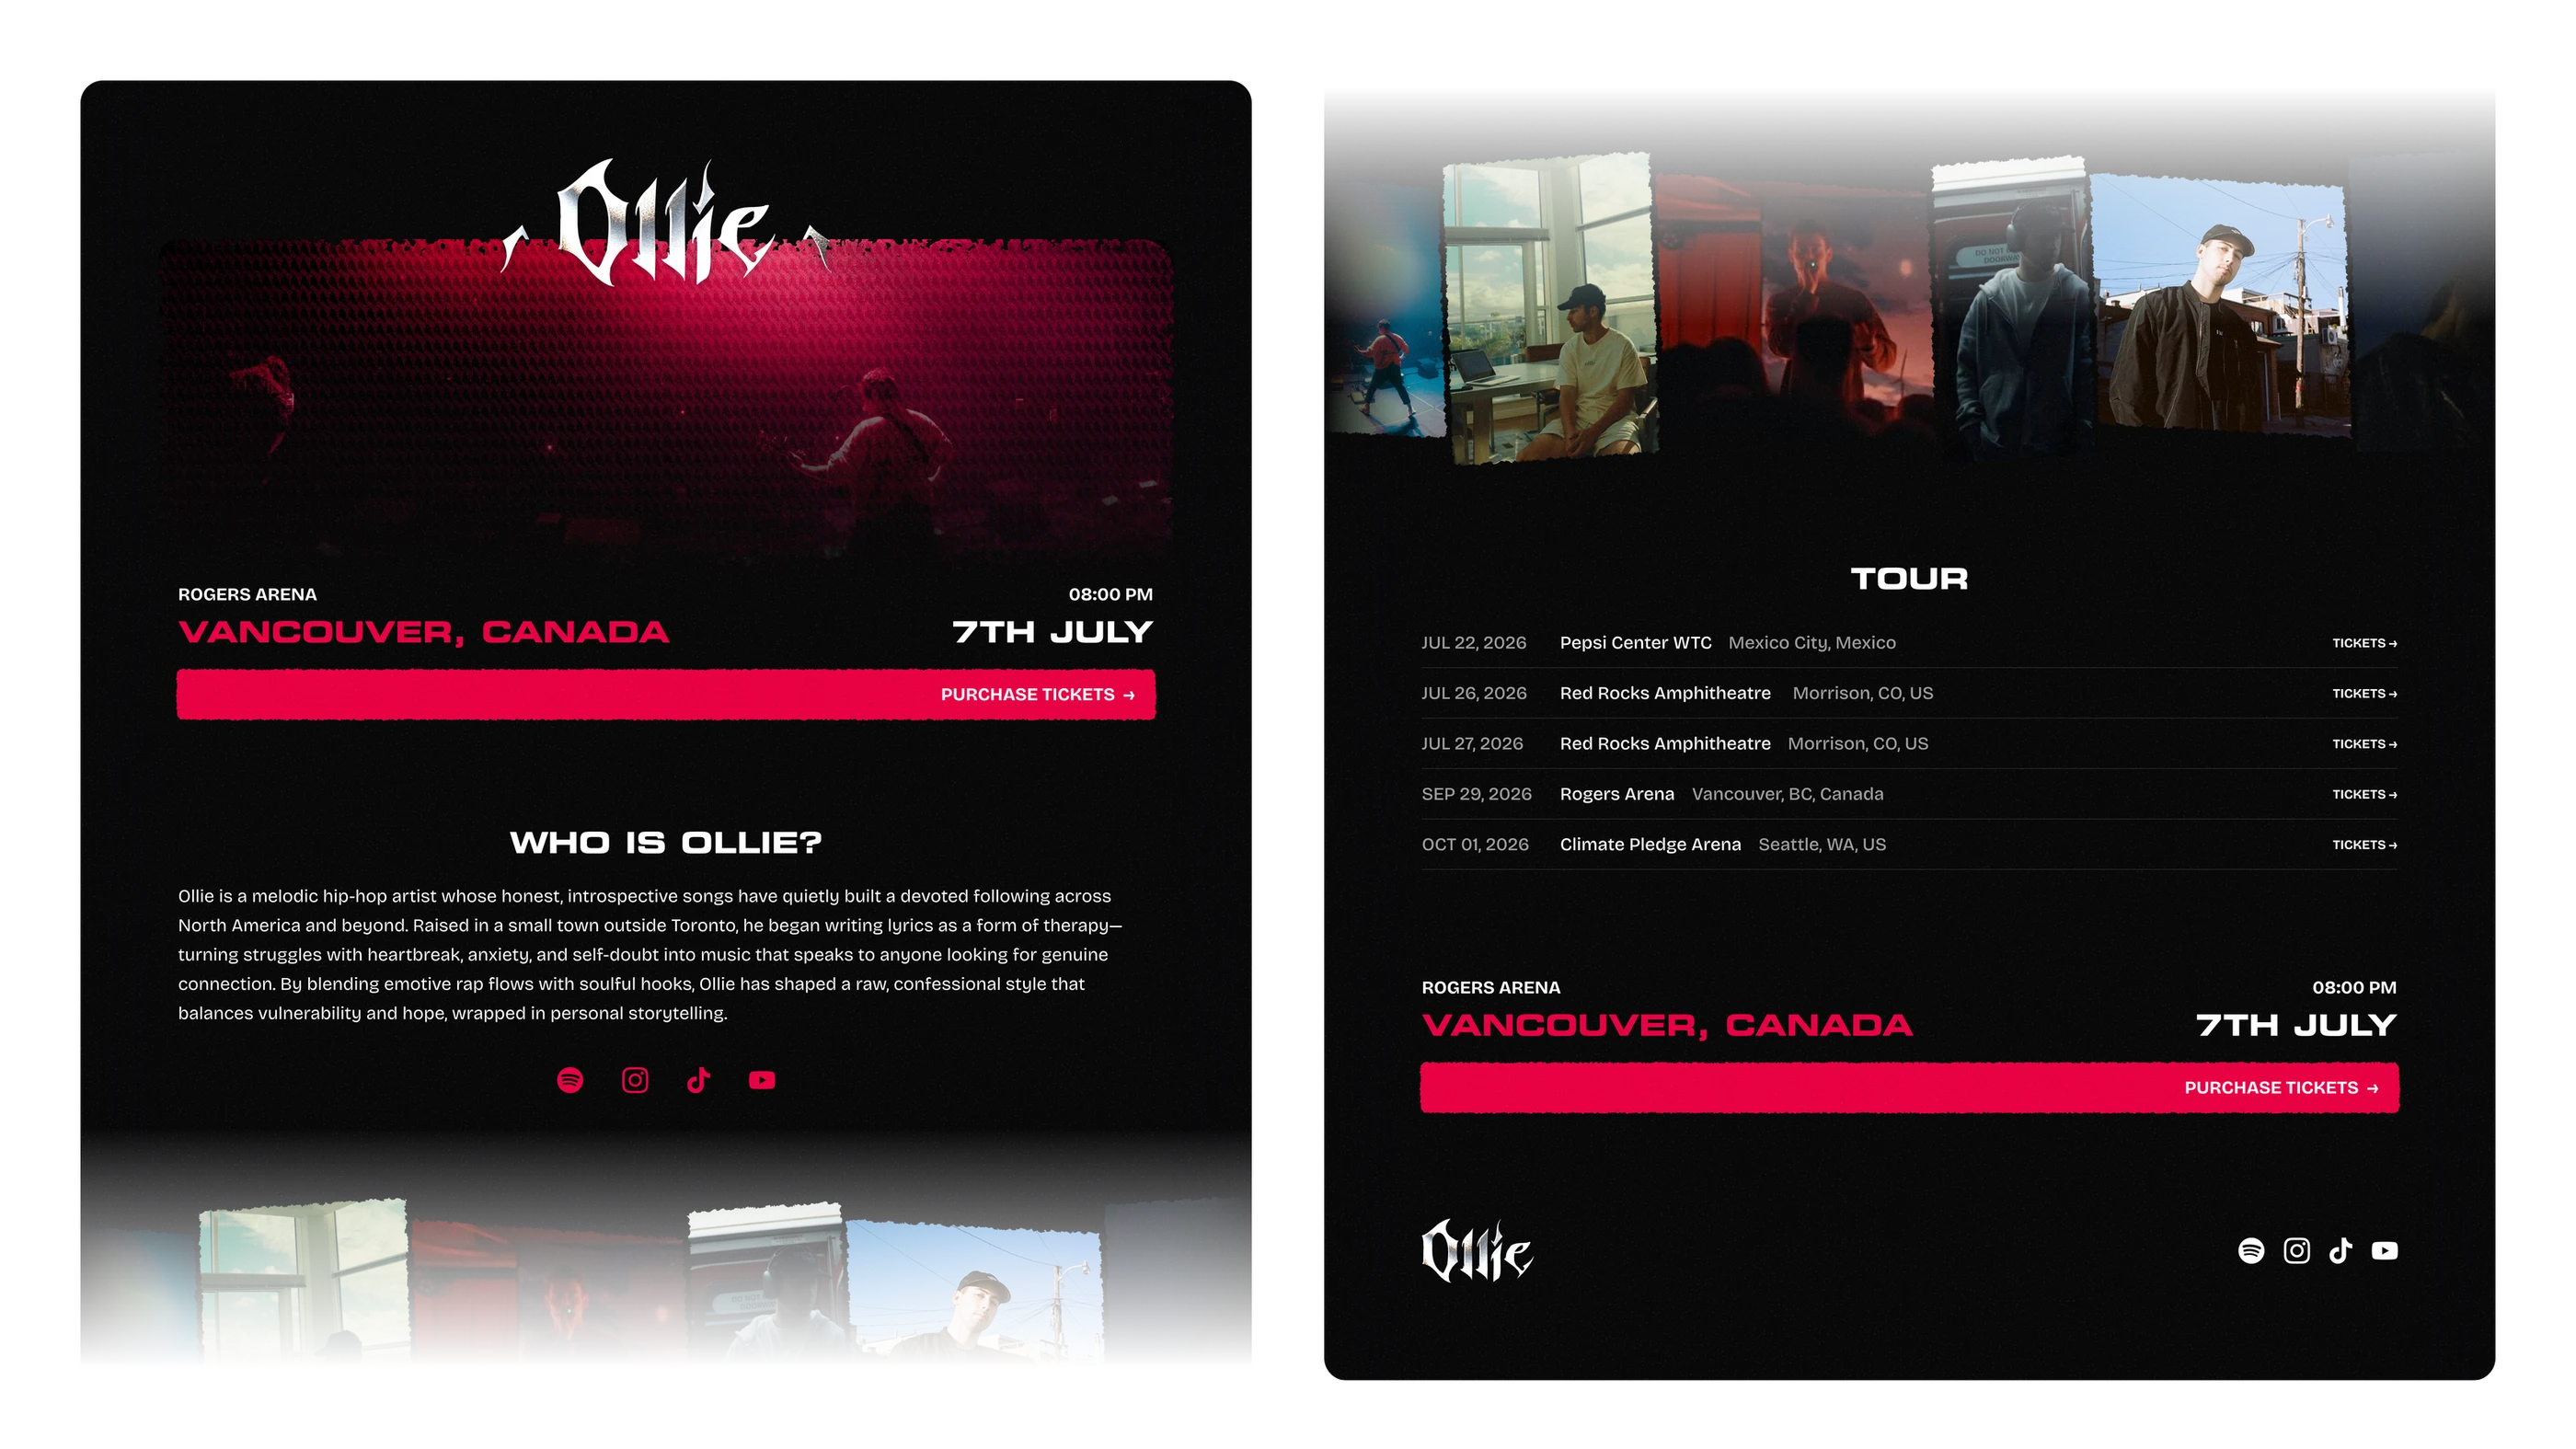 Ollie
ROGERS ARENA
08:00 PM
VANCOUVER, CANADA
7TH JULY
PURCHASE TICKETS →
WHO IS OLLIE?
Ollie is a melodic hip-hop artist whose honest, introspective songs have quietly built a devoted following across
North America and beyond. Raised in a small town outside Toronto, he began writing lyrics as a form of therapy—
turning struggles with heartbreak, anxiety, and self-doubt into music that speaks to anyone looking for genuine
connection. By blending emotive rap flows with soulful hooks, Ollie has shaped a raw, confessional style that
balances vulnerability and hope, wrapped in personal storytelling.
DO NOT
TOUR
JUL 22, 2026 Pepsi Center WTC Mexico City, Mexico TICKETS →
JUL 26, 2026 Red Rocks Amphitheatre Morrison, CO, US TICKETS →
JUL 27, 2026 Red Rocks Amphitheatre Morrison, CO, US TICKETS →
SEP 29, 2026 Rogers Arena Vancouver, BC, Canada TICKETS →
OCT 01, 2026 Climate Pledge Arena Seattle, WA, US TICKETS →
ROGERS ARENA
08:00 PM
VANCOUVER, CANADA
7TH JULY
PURCHASE TICKETS →
Ollie